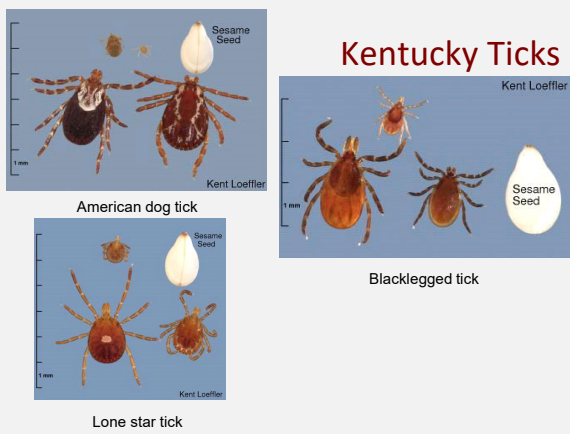 Sesame
Seed
1 mm
Kent Loeffler
American dog tick
Kentucky Ticks
Kent Loeffler
1 mm
Sesame
Seed
Blacklegged tick
Sesame
Seed
1 mm
Kent Loeffler
Lone star tick